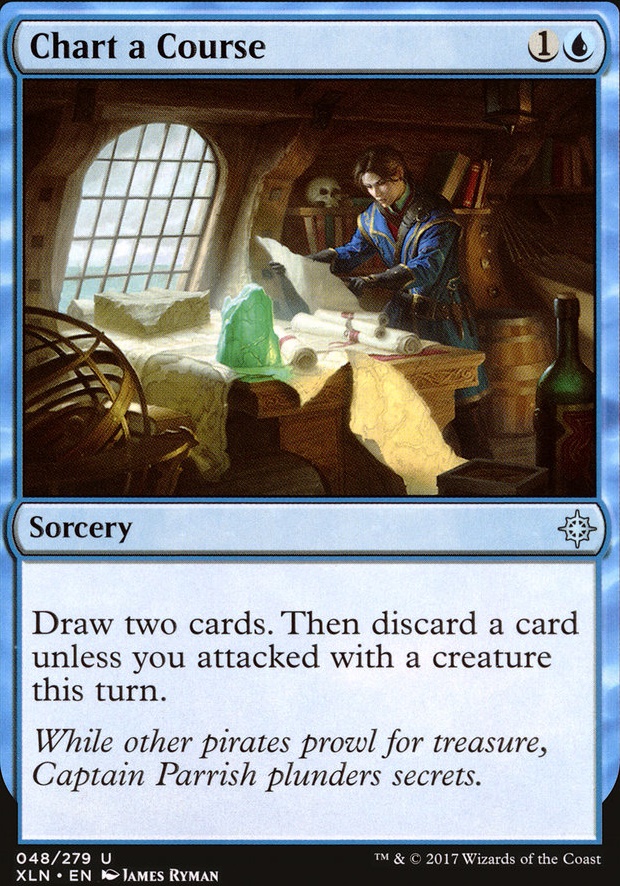 Chart a Course 1
Sorcery
Draw two cards. Then discard a card
unless you attacked with a creature
this turn.
While other pirates prowl for treasure,
Captain Parrish plunders secrets.
048/279 U
XLN • EN JAMES RYMAN
™ & © 2017 Wizards of the Coast